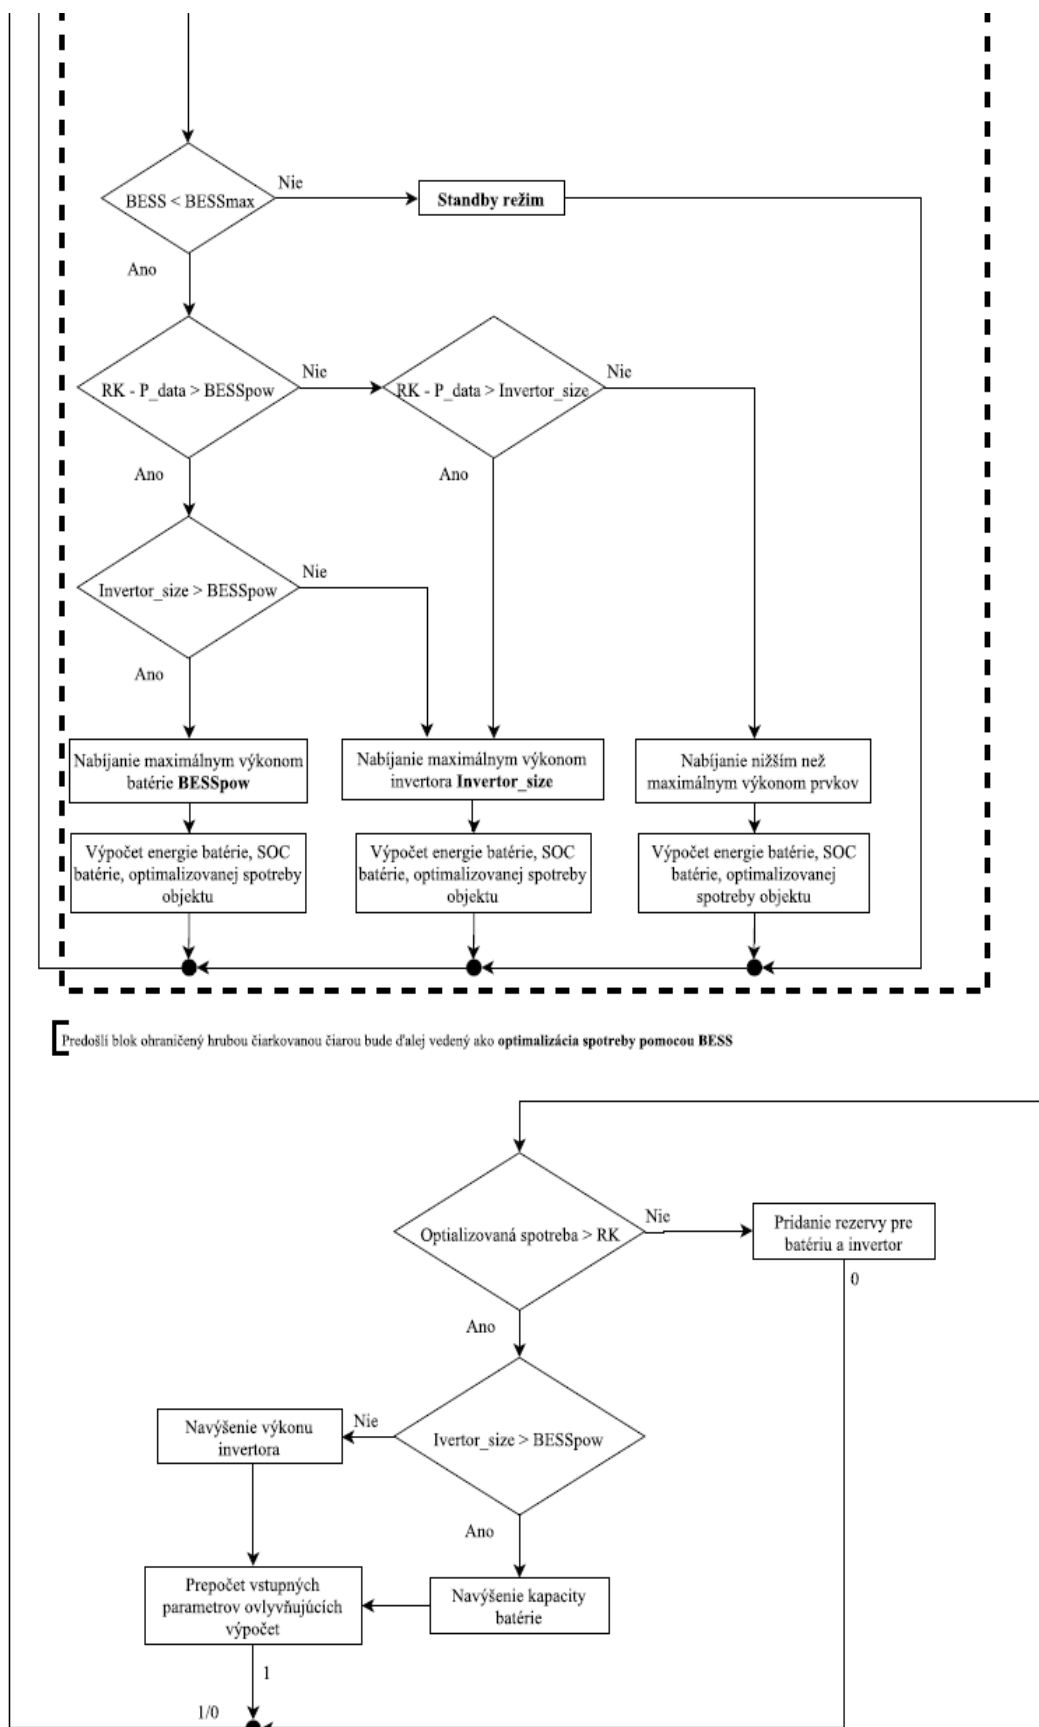 BESS < BESSmax
Nie
Standby režim
Ano
RK - P_data > BESSpow
Nie
RK - P_data > Invertor_size
Nie
Ano
Ano
Invertor_size > BESSpow
Nie
Ano
Nabíjanie maximálnym výkonom
batérie BESSpow
Nabíjanie maximálnym výkonom
invertora Invertor_size
Nabíjanie nižším než
maximálnym výkonom prvkov
Výpočet energie batérie, SOC
batérie, optimalizovanej spotreby
objektu
Výpočet energie batérie, SOC
batérie, optimalizovanej spotreby
objektu
Výpočet energie batérie, SOC
batérie, optimalizovanej
spotreby objektu
Predošlí blok ohraničený hrubou čiarkovanou čiarou bude ďalej vedený ako optimalizácia spotreby pomocou BESS
Optializovaná spotreba > RK
Nie
Pridanie rezervy pre
batériu a invertor
0
Ano
Ivertor_size > BESSpow
Nie
Navýšenie výkonu
invertora
Ano
Navýšenie kapacity
batérie
Prepočet vstupných
parametrov ovlyvňujúcich
výpočet
1
1/0